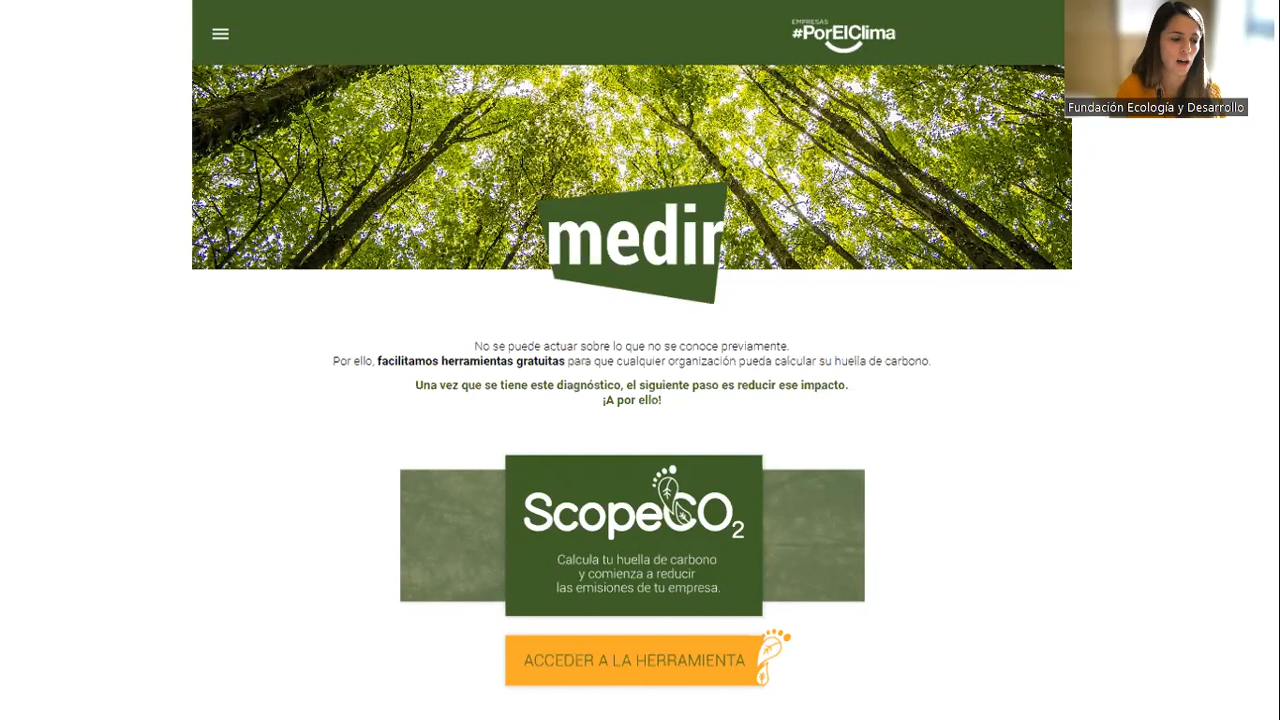 EMPRESAS
#PorElClima
Fundación Ecología y Desarrollo
medir
No se puede actuar sobre lo que no se conoce previamente.
Por ello, facilitamos herramientas gratuitas para que cualquier organización pueda calcular su huella de carbono.
Una vez que se tiene este diagnóstico, el siguiente paso es reducir ese impacto.
¡A por ello!
ScopeCO2
Calcula tu huella de carbono
y comienza a reducir
las emisiones de tu empresa.
ACCEDER A LA HERRAMIENTA